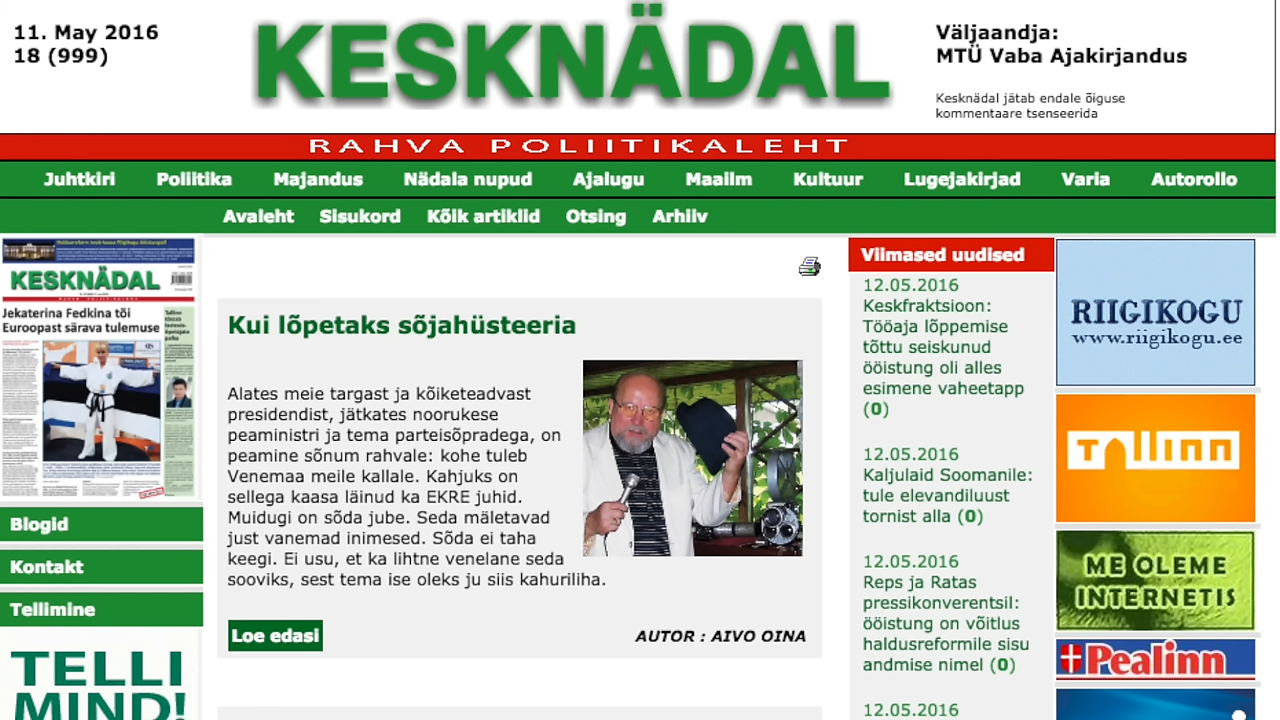 11. May 2016
18 (999)
KESKNÄDAL
Väljaandja:
MTÜ Vaba Ajakirjandus
Kesknädal jätab endale õiguse
kommentaare tsenseerida
RAHVA POLIITIKALEHT
Juhtkiri Poliitika Majandus Nädala nupud Ajalugu Maailm Kultuur Lugejakirjad Varia Autorollo
Avaleht Sisukord Kõik artiklid Otsing Arhiiv
KESKNÄDAL
Jekaterina Fedkina tõi
Euroopast särava tulemuse
Blogid
Kontakt
Tellimine
TELLI
MIND!
Kui lõpetaks sõjahüsteeria
Alates meie targast ja kõiketeadvast
presidendist, jätkates noorukese
peaministri ja tema parteisõpradega, on
peamine sõnum rahvale: kohe tuleb
Venemaa meile kallale. Kahjuks on
sellega kaasa läinud ka EKRE juhid.
Muidugi on sõda jube. Seda mäletavad
just vanemad inimesed. Sõda ei taha
keegi. Ei usu, et ka lihtne venelane seda
sooviks, sest tema ise oleks ju siis kahuriliha.
Loe edasi
AUTOR : AIVO OINA
Viimased uudised
12.05.2016
Keskfraktsioon:
Tööaja lõppemise
tõttu seiskunud
ööistung oli alles
esimene vaheetapp
(0)
12.05.2016
Kaljulaid Soomanile:
tule elevandiluust
tornist alla (0)
12.05.2016
Reps ja Ratas
pressikonverentsil:
ööistung on võitlus
haldusreformile sisu
andmise nimel (0)
12.05.2016
RIIGIKOGU
www.riigikogu.ee
Tallinn
ME OLEME
INTERNETIS
Pealinn